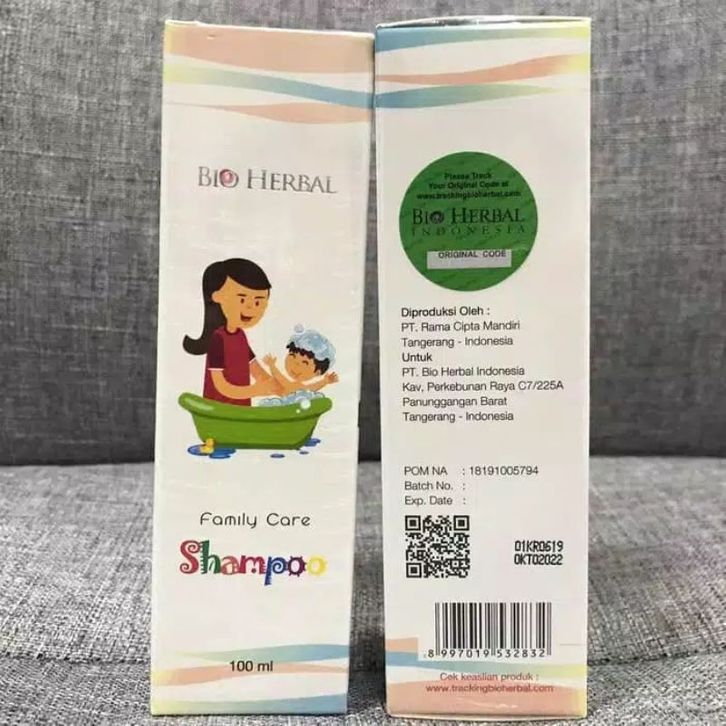 BIO HERBAL
Family Care
Shampoo
100 ml
Please Track
Your Original Code at
www.trackingbioherbal.com
BIO HERBAL
INDONESIA
ORIGINAL CODE
Diproduksi Oleh :
PT. Rama Cipta Mandiri
Tangerang - Indonesia
Untuk
PT. Bio Herbal Indonesia
Kav, Perkebunan Raya C7/225A
Panunggangan Barat
Tangerang - Indonesia
POM NA : 18191005794
Batch No. :
Exp. Date :
01KR0619
OKT02022
8 997019 532832
Cek keaslian produk :
www.trackingbioherbal.com